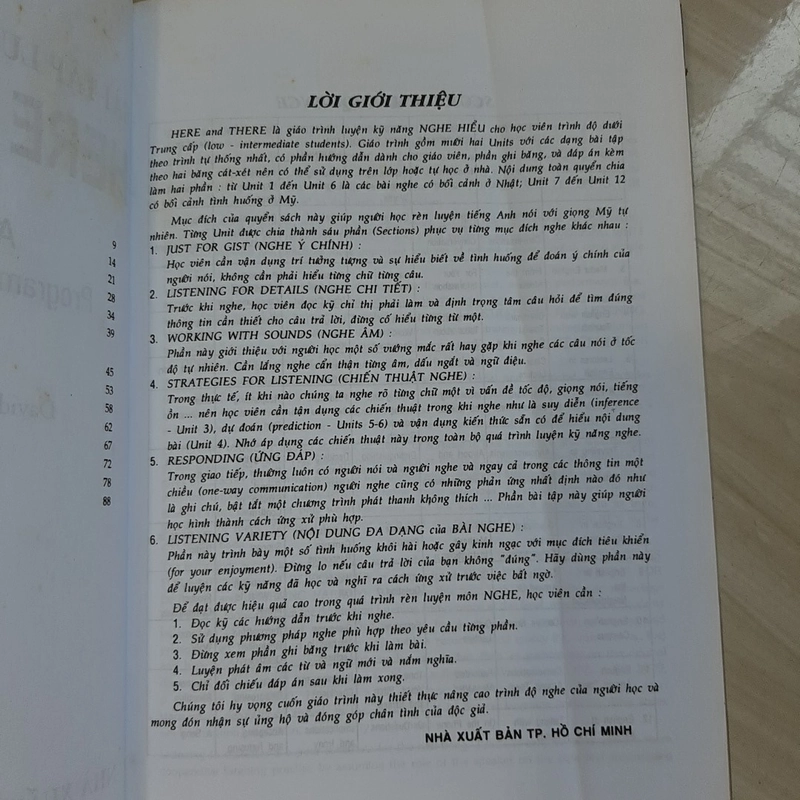 LỜI GIỚI THIỆU
HERE and THERE là giáo trình luyện kỹ năng NGHE HIỂU cho học viên trình độ dưới
Trung cấp (low - intermediate students). Giáo trình gồm mười hai Units với các dạng bài tập
theo trình tự thống nhất, có phần hướng dẫn dành cho giáo viên, phần ghi băng, và đáp án kèm
theo hai băng cát-xét nên có thể sử dụng trên lớp hoặc tự học ở nhà. Nội dung toàn quyển chia
làm hai phần : từ Unit 1 đến Unit 6 là các bài nghe có bối cảnh ở Nhật; Unit 7 đến Unit 12
có bối cảnh tình huống ở Mỹ.
Mục đích của quyển sách này giúp người học rèn luyện tiếng Anh nói với giọng Mỹ tự
nhiên. Từng Unit được chia thành sáu phần (Sections) phục vụ từng mục đích nghe khác nhau :
1. JUST FOR GIST (NGHE Ý CHÍNH) :
Học viên cần vận dụng trí tưởng tượng và sự hiểu biết về tình huống để đoán ý chính của
người nói, không cần phải hiểu từng chữ từng câu.
2. LISTENING FOR DETAILS (NGHE CHI TIẾT) :
Trước khi nghe, học viên đọc kỹ chỉ thị phải làm và định trọng tâm câu hỏi để tìm đúng
thông tin cần thiết cho câu trả lời, đừng cố hiểu từng từ một.
3. WORKING WITH SOUNDS (NGHE ÂM) :
Phần này giới thiệu với người học một số vướng mắc rất hay gặp khi nghe các câu nói ở tốc
độ tự nhiên. Cần lắng nghe cẩn thận từng âm, dấu ngắt và ngữ điệu.
4. STRATEGIES FOR LISTENING (CHIẾN THUẬT NGHE) :
Trong thực tế, ít khi nào chúng ta nghe rõ từng chữ một vì vấn đề tốc độ, giọng nói, tiếng
ồn ... nên học viên cần tận dụng các chiến thuật trong khi nghe như là suy diễn (inference
- Unit 3), dự đoán (prediction - Units 5-6) và vận dụng kiến thức sẵn có để hiểu nội dung
bài (Unit 4). Nhớ áp dụng các chiến thuật này trong toàn bộ quá trình luyện kỹ năng nghe.
5. RESPONDING (ỨNG ĐÁP) :
Trong giao tiếp, thường luôn có người nói và người nghe và ngay cả trong các thông tin một
chiều (one-way communication) người nghe cũng có những phản ứng nhất định nào đó như
là ghi chú, bật tắt một chương trình phát thanh không thích ... Phần bài tập này giúp người
học hình thành cách ứng xử phù hợp.
6. LISTENING VARIETY (NỘI DUNG ĐA DẠNG của BÀI NGHE) :
Phần này trình bày một số tình huống khôi hài hoặc gây kinh ngạc với mục đích tiêu khiển
(for your enjoyment). Đừng lo nếu câu trả lời của bạn không "đúng". Hãy dùng phần này
để luyện các kỹ năng đã học và nghĩ ra cách ứng xử trước việc bất ngờ.
Để đạt được hiệu quả cao trong quá trình rèn luyện môn NGHE, học viên cần :
1. Đọc kỹ các hướng dẫn trước khi nghe.
2. Sử dụng phương pháp nghe phù hợp theo yêu cầu từng phần.
3. Đừng xem phần ghi băng trước khi làm bài.
4. Luyện phát âm các từ và ngữ mới và nắm nghĩa.
5. Chỉ đối chiếu đáp án sau khi làm xong.
Chúng tôi hy vọng cuốn giáo trình này thiết thực nâng cao trình độ nghe của người học và
mong đón nhận sự ủng hộ và đóng góp chân tình của độc giả.
NHÀ XUẤT BẢN TP. HỒ CHÍ MINH
9
14
21
28
34
39
45
53
58
62
67
72
78
88